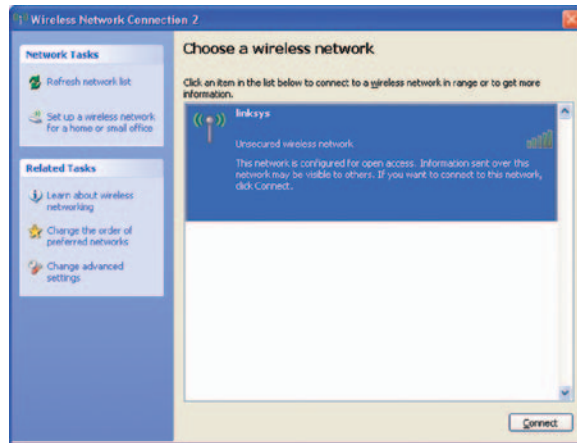 Wireless Network Connection 2
Network Tasks
Refresh network list
Set up a wireless network
for a home or small office
Related Tasks
Learn about wireless
networking
Change the order of
preferred networks
Change advanced
settings
Choose a wireless network
Click an item in the list below to connect to a wireless network in range or to get more
information.
linksys
Unsecured wireless network
This network is configured for open access. Information sent over this
network may be visible to others. If you want to connect to this network,
click Connect.
Connect